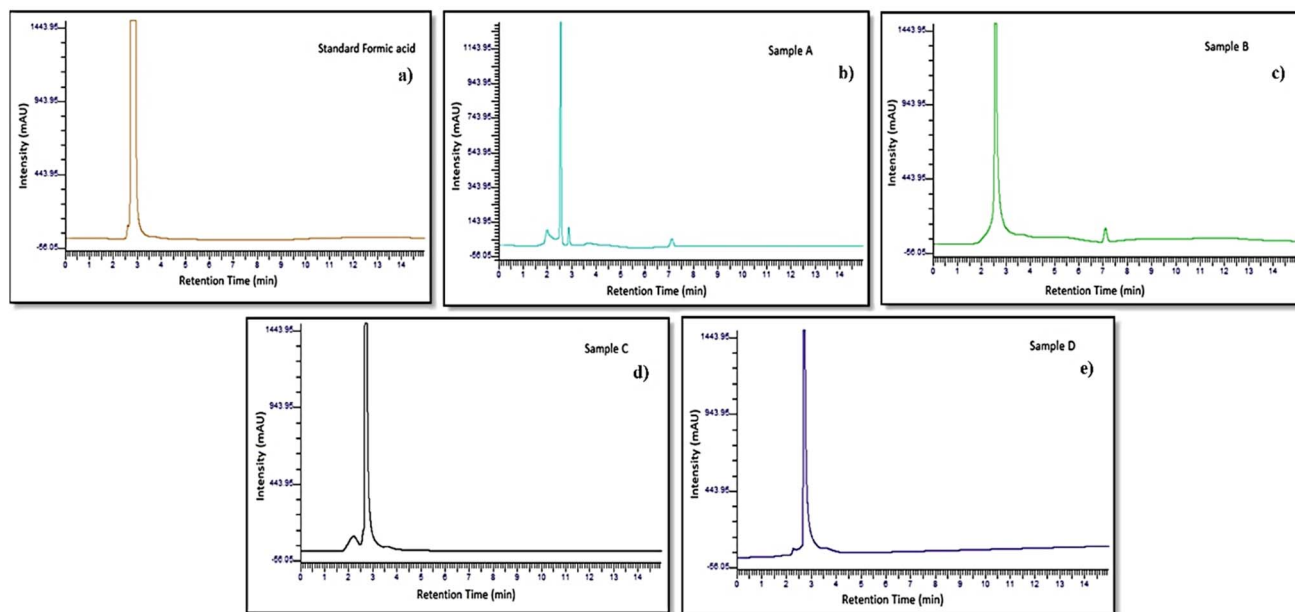 Standard Formic acid
a)
1443.95
943.95
443.95
-56.05
Intensity (mAU)
0 1 2 3 4 5 6 7 8 9 10 11 12 13 14
Retention Time (min)
Sample A
b)
1143.95
943.95
743.95
543.95
343.95
143.95
-56.05
Intensity (mAU)
0 1 2 3 4 5 6 7 8 9 10 11 12 13 14
Retention Time (min)
Sample B
c)
1443.95
943.95
443.95
-56.05
Intensity (mAU)
0 1 2 3 4 5 6 7 8 9 10 11 12 13 14
Retention Time (min)
Sample C
d)
1443.95
943.95
443.95
-56.05
Intensity (mAU)
0 1 2 3 4 5 6 7 8 9 10 11 12 13 14
Retention Time (min)
Sample D
e)
1443.95
943.95
443.95
-56.05
Intensity (mAU)
0 1 2 3 4 5 6 7 8 9 10 11 12 13 14
Retention Time (min)